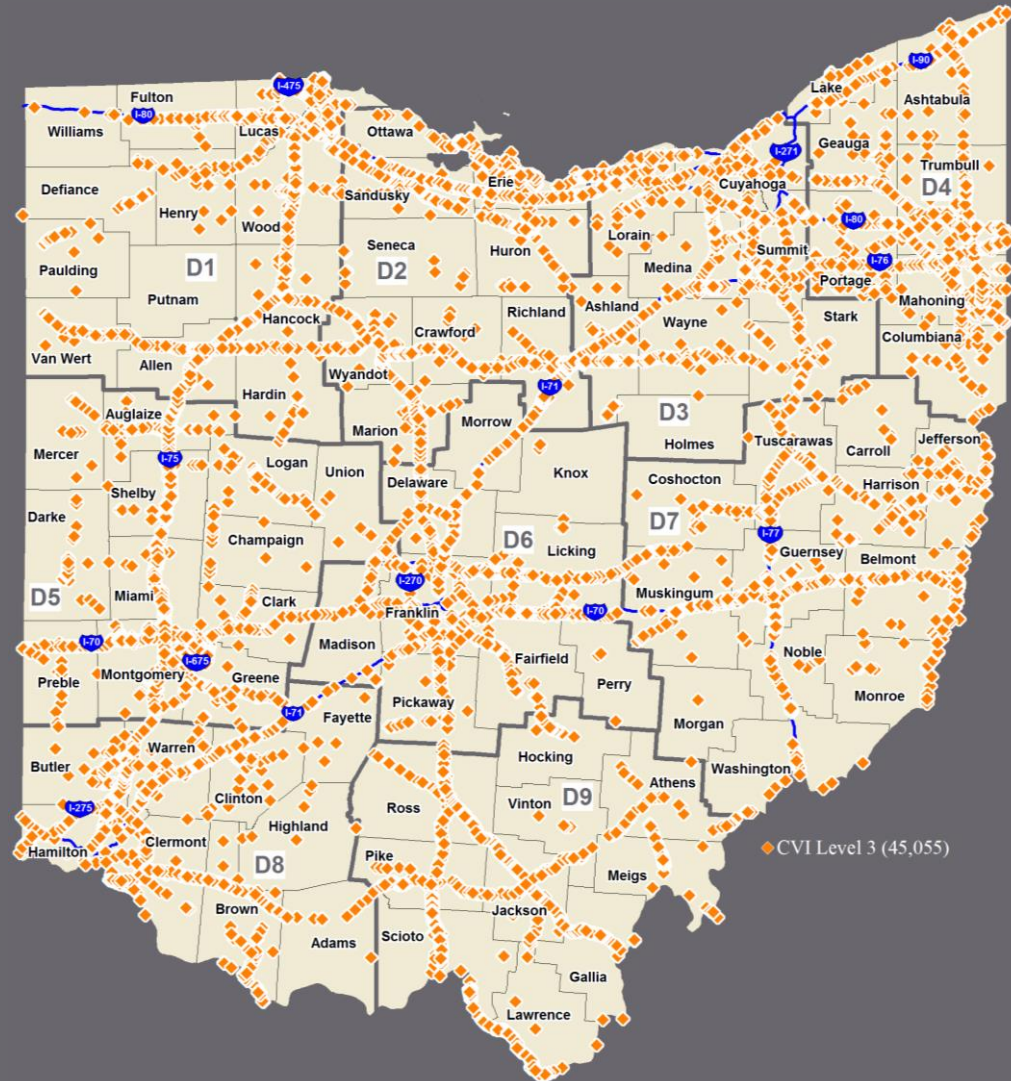 I-90
Lake
Ashtabula
I-475
Fulton
I-80
Williams
Lucas
Ottawa
I-271
Geauga
Cuyahoga
Trumbull
D4
Erie
Defiance
Sandusky
Henry
Wood
Lorain
I-80
Seneca
Huron
Summit
D1
D2
Medina
I-76
Paulding
Portage
Putnam
Mahoning
Hancock
Richland
Ashland
Stark
Crawford
Wayne
Columbiana
Van Wert
Allen
Wyandot
I-71
Hardin
D3
Auglaize
Marion
Morrow
Holmes
Tuscarawas
Jefferson
Mercer
I-75
Logan
Union
Knox
Carroll
Delaware
Coshocton
Harrison
Shelby
Darke
D7
I-77
Champaign
D6
Licking
Guernsey
Belmont
I-270
D5
Miami
Clark
Muskingum
Franklin
I-70
I-70
Madison
Noble
I-675
Fairfield
Montgomery
Greene
Preble
Perry
Monroe
I-71
Pickaway
Fayette
Morgan
Warren
Hocking
Butler
Washington
Athens
Clinton
Vinton
D9
I-275
Ross
Highland
Clermont
CVI Level 3 (45,055)
Hamilton
D8
Pike
Meigs
Brown
Jackson
Adams
Scioto
Gallia
Lawrence